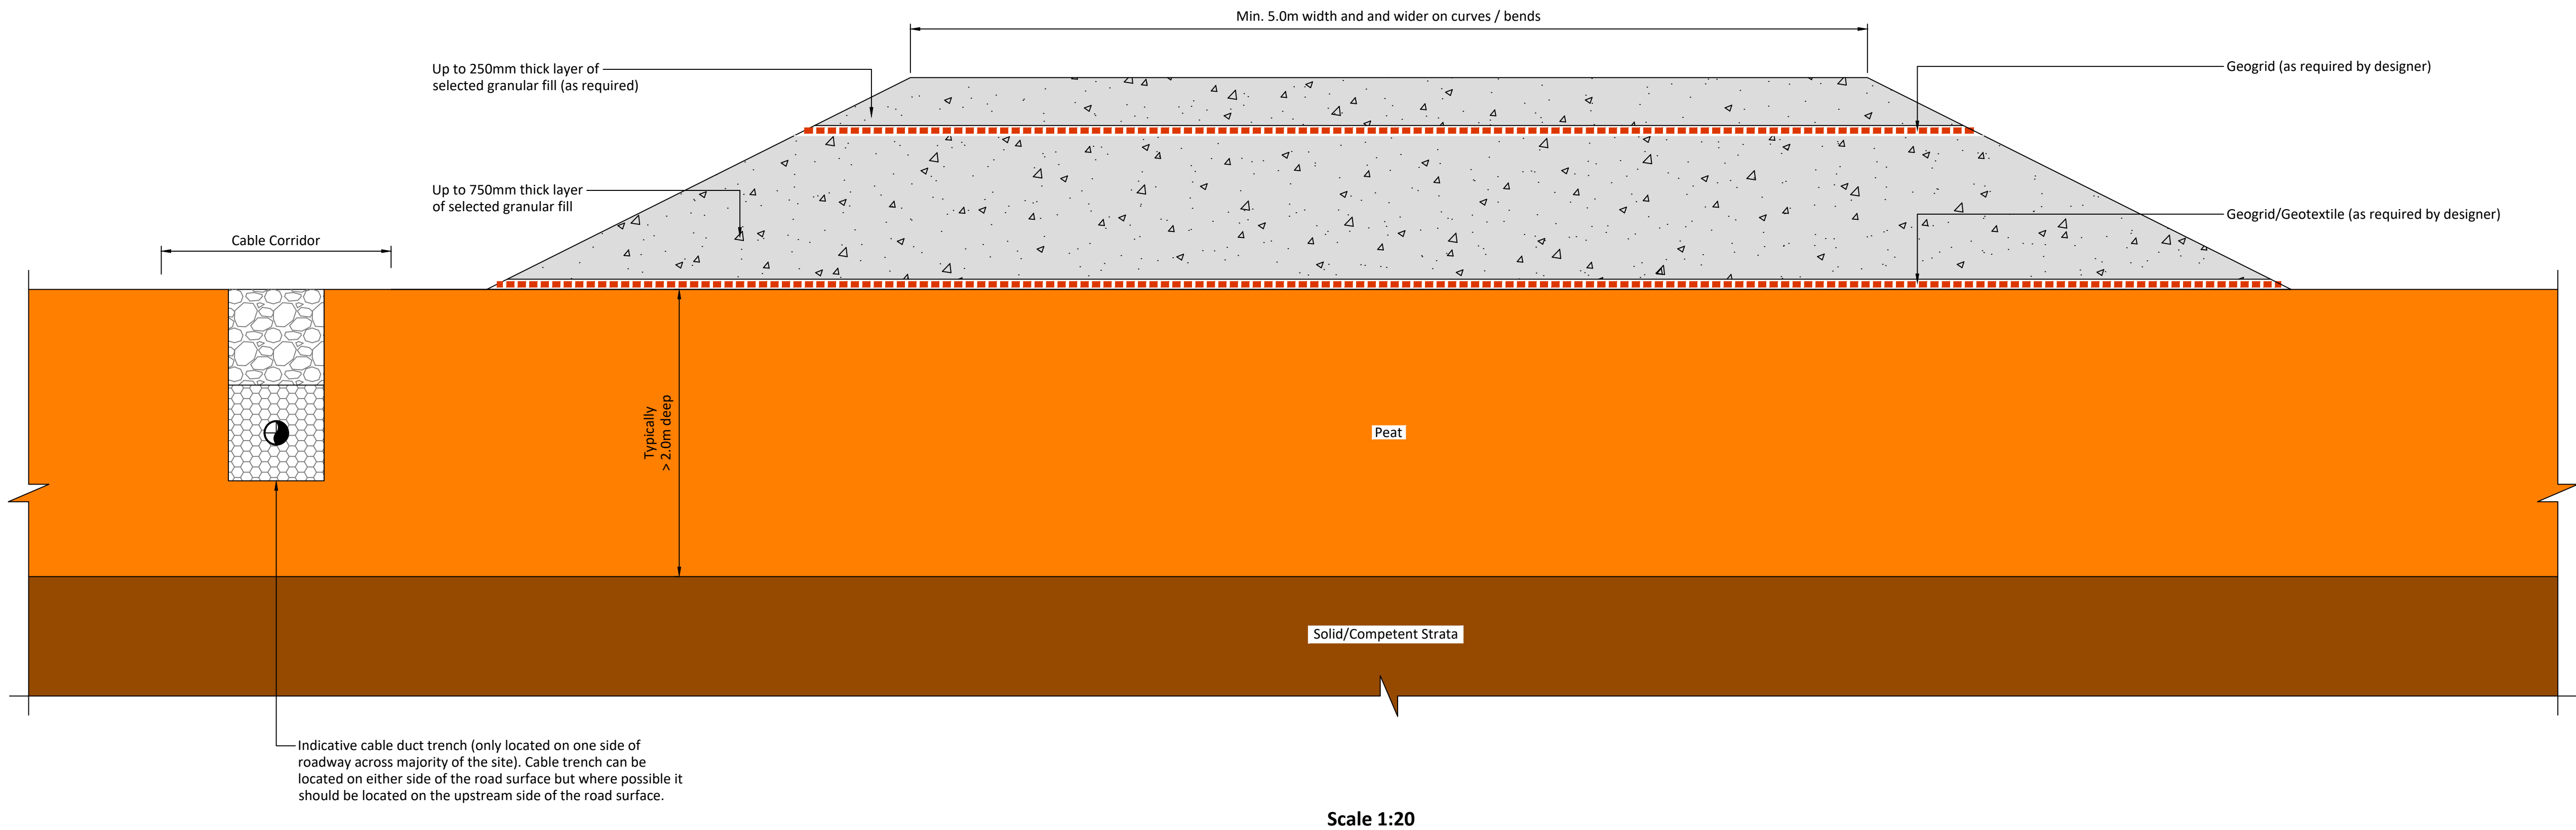 Min. 5.0m width and and wider on curves / bends
Up to 250mm thick layer of
selected granular fill (as required)
Geogrid (as required by designer)
Up to 750mm thick layer
of selected granular fill
Geogrid/Geotextile (as required by designer)
Cable Corridor
Typically
> 2.0m deep
Peat
Solid/Competent Strata
Indicative cable duct trench (only located on one side of
roadway across majority of the site). Cable trench can be
located on either side of the road surface but where possible it
should be located on the upstream side of the road surface.
Scale 1:20